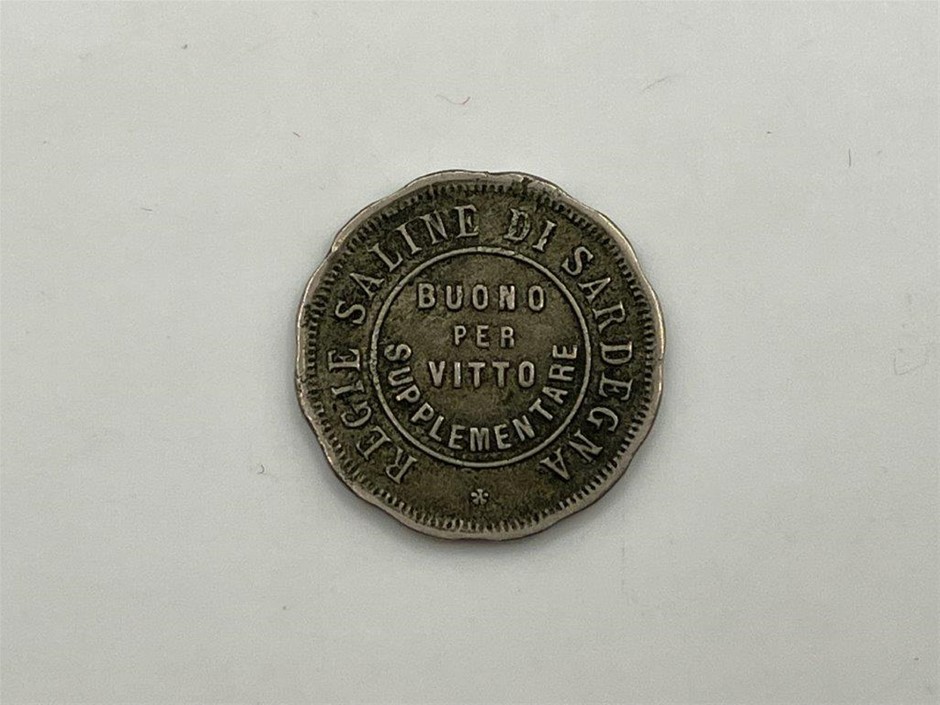 REGIE SALINE DI SARDEGNA
BUONO
PER
VITTO
SUPPLEMENTARE